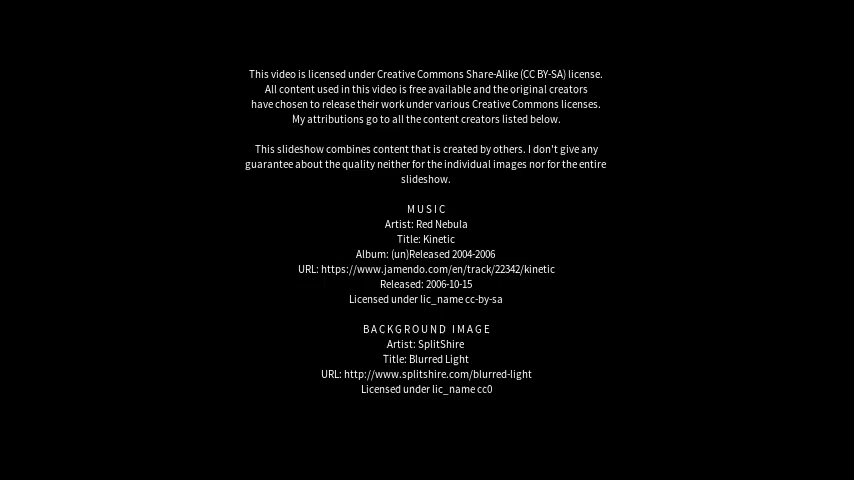 This video is licensed under Creative Commons Share-Alike (CC BY-SA) license.
All content used in this video is free available and the original creators
have chosen to release their work under various Creative Commons licenses.
My attributions go to all the content creators listed below.
This slideshow combines content that is created by others. I don't give any
guarantee about the quality neither for the individual images nor for the entire
slideshow.
MUSIC
Artist: Red Nebula
Title: Kinetic
Album: (un)Released 2004-2006
URL: https://www.jamendo.com/en/track/22342/kinetic
Released: 2006-10-15
Licensed under lic_name cc-by-sa
BACKGROUND IMAGE
Artist: SplitShire
Title: Blurred Light
URL: http://www.splitshire.com/blurred-light
Licensed under lic_name cc0